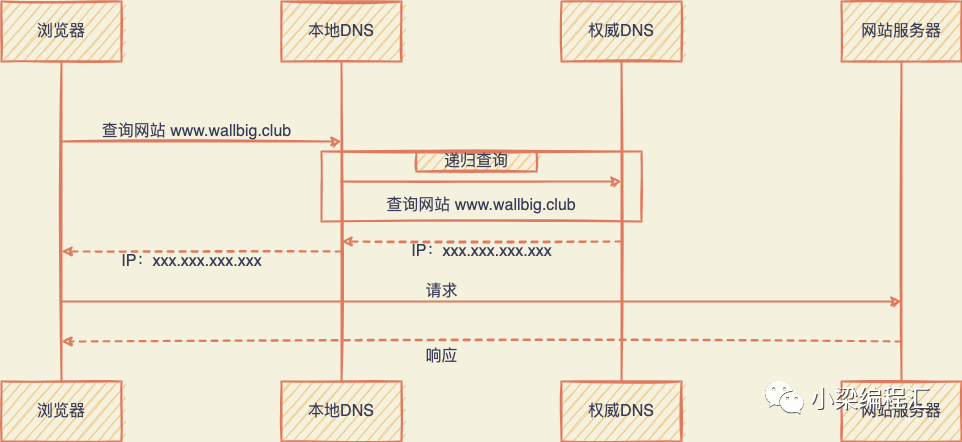 浏览器 本地DNS 权威DNS 网站服务器
查询网站 www.wallbig.club
递归查询
查询网站 www.wallbig.club
IP：xxx.xxx.xxx.xxx
IP：xxx.xxx.xxx.xxx
请求
响应
浏览器 本地DNS 权威DNS 网站服务器
小梁编程汇